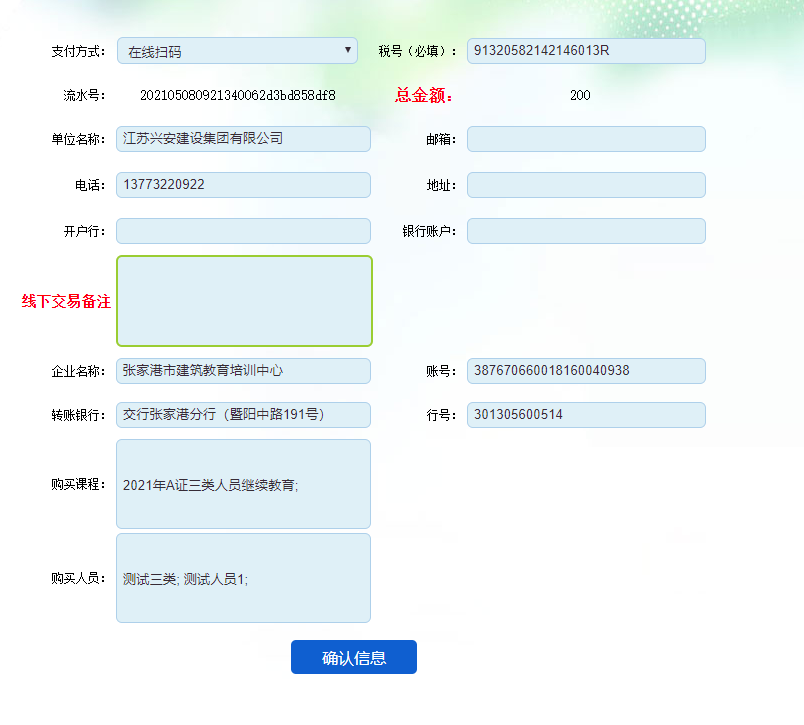 支付方式： 在线扫码 税号（必填）： 91320582142146013R
流水号： 202105080921340062d3bd858df8 总金额： 200
单位名称： 江苏兴安建设集团有限公司 邮箱：
电话： 13773220922 地址：
开户行： 银行账户：
线下交易备注
企业名称： 张家港市建筑教育培训中心 账号： 387670660018160040938
转账银行： 交行张家港分行（暨阳中路191号） 行号： 301305600514
购买课程： 2021年A证三类人员继续教育;
购买人员： 测试三类; 测试人员1;
确认信息